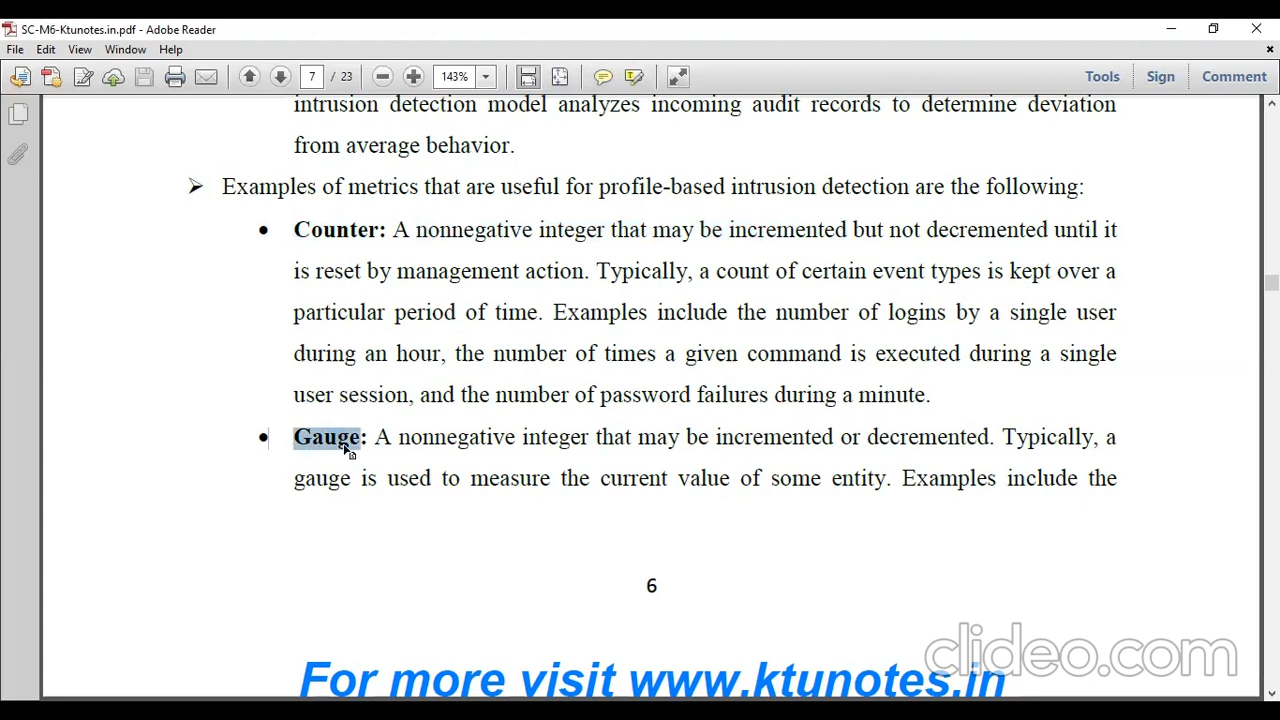 SC-M6-Ktunotes.in.pdf - Adobe Reader
File Edit View Window Help
7 / 23 143% Tools Sign Comment
intrusion detection model analyzes incoming audit records to determine deviation
from average behavior.
➢ Examples of metrics that are useful for profile-based intrusion detection are the following:
• Counter: A nonnegative integer that may be incremented but not decremented until it
is reset by management action. Typically, a count of certain event types is kept over a
particular period of time. Examples include the number of logins by a single user
during an hour, the number of times a given command is executed during a single
user session, and the number of password failures during a minute.
• Gauge: A nonnegative integer that may be incremented or decremented. Typically, a
gauge is used to measure the current value of some entity. Examples include the
6
clideo.com
For more visit www.ktunotes.in